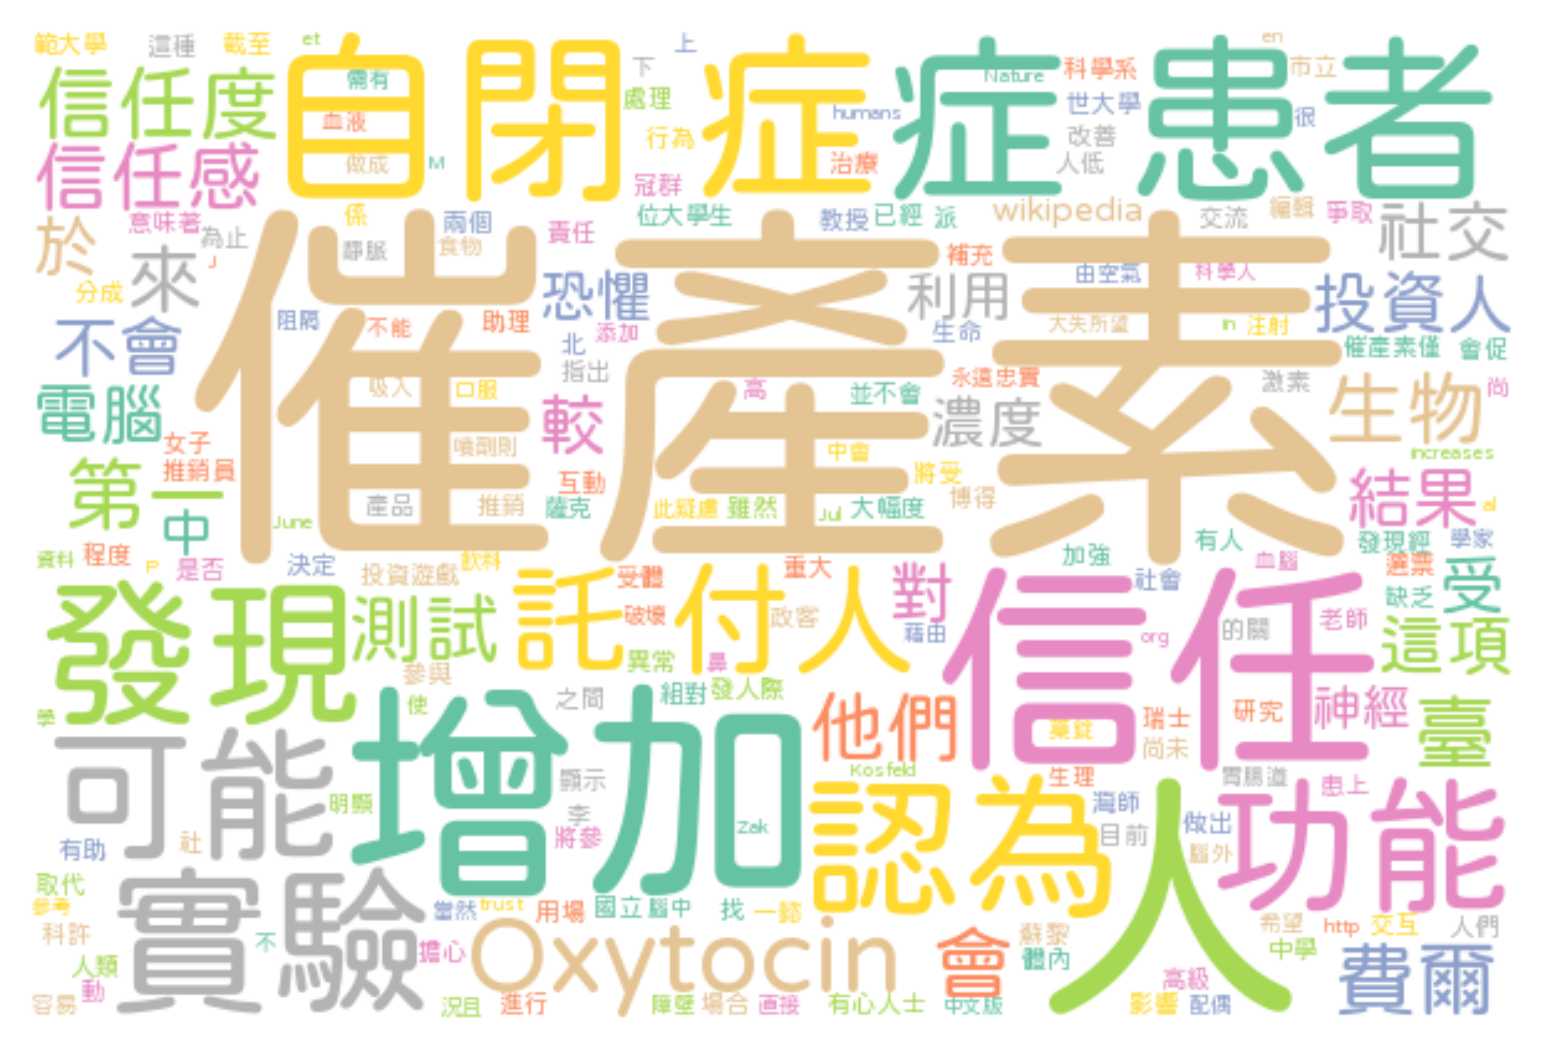 範大學 這種 截至 et 上 en
自閉症 症患者
信任度 需有 下 Nature 科學系 市立
處理 humans 世大學 很
血液 行為 改善
信任感 做成 M 治療 人低
冠群
意味著 係 兩個 位大學生 教授 已經 派 wikipedia 交流 編輯 爭取
於 為止 靜脈 食物 責任 社交
來 J 補充 由空氣 科學人
催產素
分成 恐懼 利用 投資人
不會 阻隔 不能 助理 添加 生命 大失所望 in 注射
北 催產素僅 會促
指出 永遠忠實 激素 尚
電腦 吸入 口服 較 高 並不會 濃度 生物
女子 噴劑則 中會 increases
推銷員 互動 將受 結果
第一 產品 推銷 薩克 此疑慮 雖然 Jul 大幅度 博得 al
中 June 有人 發現經 學家
資料 程度 P 是否 決定 投資遊戲 飲料 重大 加強 血腦 選票
受體 社會 受
發現 測試 託付人 對 信任 缺乏
破壞 政客 藉由 org 的關 老師 這項
參與 異常 鼻
學 使 之間 組對 發人際 神經
可能 增加 他們 藥錠 瑞士 研究 臺
尚未
顯示 Kosfeld 生理 胃腸道 患上
明顯 李 認為 灣師 人 功能
有助 社 將參 Zak 目前 做出
腦外
取代 實驗
參考 當然 trust 用場 國立腦中 找 一諮 希望 http 交互 人們
科許 不 Oxytocin 會 蘇黎 中學
人類 擔心 體內 費爾
動 高級
容易 況且 進行 障壁 場合 直接 有心人士 中文版 影響 配偶